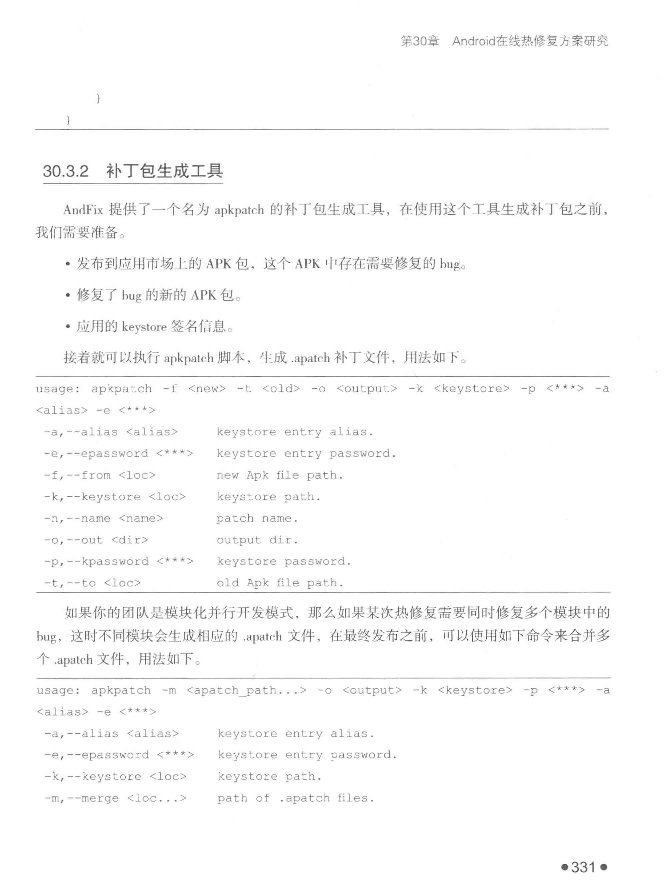 第30章 Android在线热修复方案研究
}
}
30.3.2 补丁包生成工具
AndFix 提供了一个名为 apkpatch 的补丁包生成工具，在使用这个工具生成补丁包之前，
我们需要准备。
• 发布到应用市场上的 APK 包，这个 APK 中存在需要修复的 bug。
• 修复了 bug 的新的 APK 包。
• 应用的 keystore 签名信息。
接着就可以执行 apkpatch 脚本，生成 .apatch 补丁文件，用法如下。
usage: apkpatch -f <new> -t <old> -o <output> -k <keystore> -p <***> -a
<alias> -e <***>
-a,--alias <alias> keystore entry alias.
-e,--epassword <***> keystore entry password.
-f,--from <loc> new Apk file path.
-k,--keystore <loc> keystore path.
-n,--name <name> patch name.
-o,--out <dir> output dir.
-p,--kpassword <***> keystore password.
-t,--to <loc> old Apk file path.
如果你的团队是模块化并行开发模式，那么如果某次热修复需要同时修复多个模块中的
bug，这时不同模块会生成相应的 .apatch 文件，在最终发布之前，可以使用如下命令来合并多
个 .apatch 文件，用法如下。
usage: apkpatch -m <apatch_path...> -o <output> -k <keystore> -p <***> -a
<alias> -e <***>
-a,--alias <alias> keystore entry alias.
-e,--epassword <***> keystore entry password.
-k,--keystore <loc> keystore path.
-m,--merge <loc...> path of .apatch files.
●331●